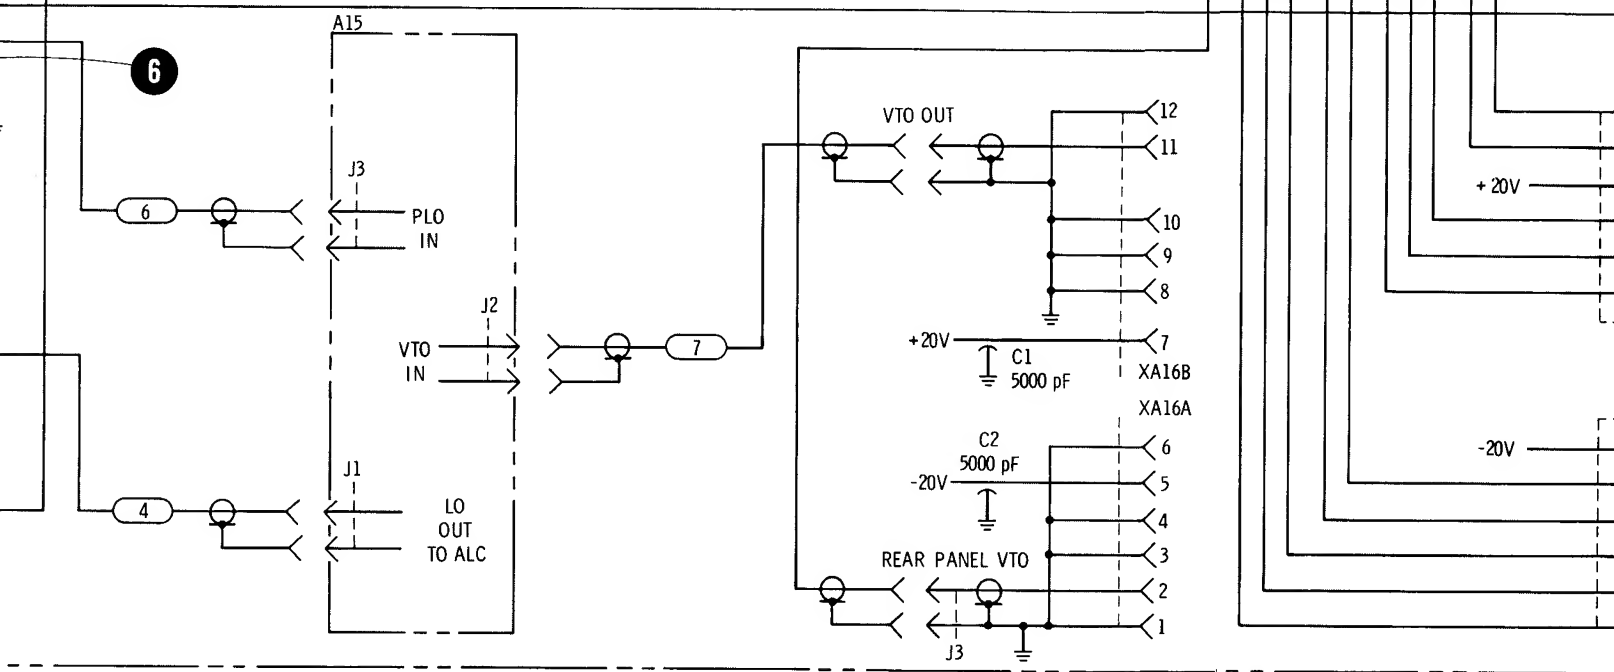 A15
6
J3
6
PLO
IN
J2
VTO
IN
7
J1
4
LO
OUT
TO ALC
VTO OUT
12
11
10
9
8
+20V
7
C1
5000 pF
XA16B
XA16A
C2
5000 pF
6
-20V
5
4
3
REAR PANEL VTO
2
1
J3
+20V
-20V